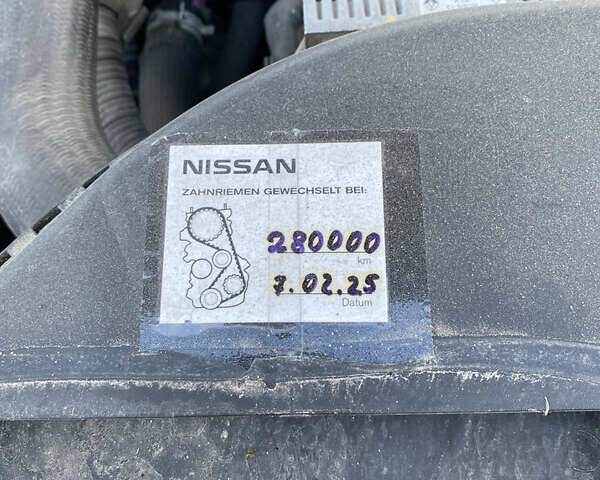 NISSAN
ZAHNRIEMEN GEWECHSELT BEI:
280000
km
7.02.25
Datum